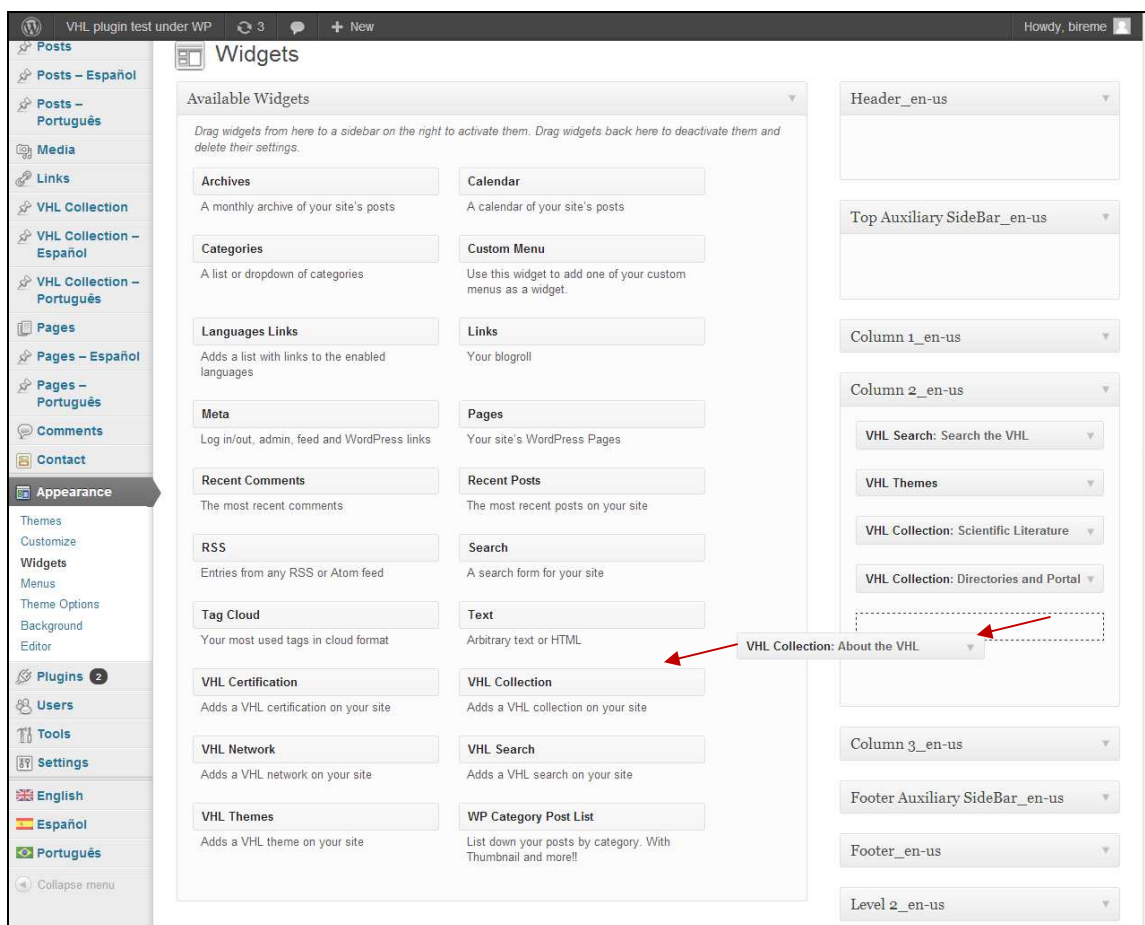 VHL plugin test under WP 3 New Howdy, bireme
Posts
Posts – Español
Posts –
Português
Media
Links
VHL Collection
VHL Collection –
Español
VHL Collection –
Português
Pages
Pages – Español
Pages –
Português
Comments
Contact
Appearance
Themes
Customize
Widgets
Menus
Theme Options
Background
Editor
Plugins 2
Users
Tools
Settings
English
Español
Português
Collapse menu
Widgets
Available Widgets
Drag widgets from here to a sidebar on the right to activate them. Drag widgets back here to deactivate them and
delete their settings.
Archives
A monthly archive of your site's posts
Calendar
A calendar of your site's posts
Categories
A list or dropdown of categories
Custom Menu
Use this widget to add one of your custom
menus as a widget.
Languages Links
Adds a list with links to the enabled
languages
Links
Your blogroll
Meta
Log in/out, admin, feed and WordPress links
Pages
Your site's WordPress Pages
Recent Comments
The most recent comments
Recent Posts
The most recent posts on your site
RSS
Entries from any RSS or Atom feed
Search
A search form for your site
Tag Cloud
Your most used tags in cloud format
Text
Arbitrary text or HTML
VHL Certification
Adds a VHL certification on your site
VHL Collection
Adds a VHL collection on your site
VHL Network
Adds a VHL network on your site
VHL Search
Adds a VHL search on your site
VHL Themes
Adds a VHL theme on your site
WP Category Post List
List down your posts by category. With
Thumbnail and more!!
Header_en-us
Top Auxiliary SideBar_en-us
Column 1_en-us
Column 2_en-us
VHL Search: Search the VHL
VHL Themes
VHL Collection: Scientific Literature
VHL Collection: Directories and Portal
VHL Collection: About the VHL
Column 3_en-us
Footer Auxiliary SideBar_en-us
Footer_en-us
Level 2_en-us